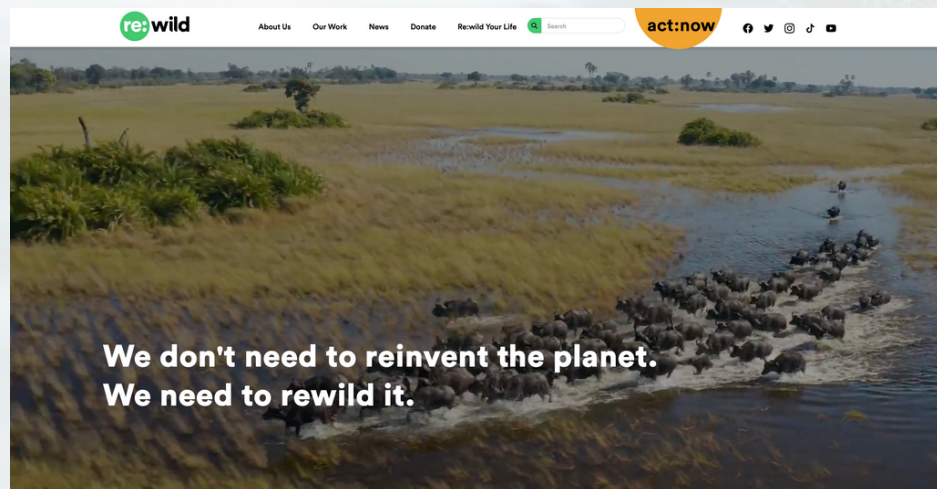 re:wild
About Us
Our Work
News
Donate
Re:wild Your Life
Search
act:now
We don't need to reinvent the planet.
We need to rewild it.